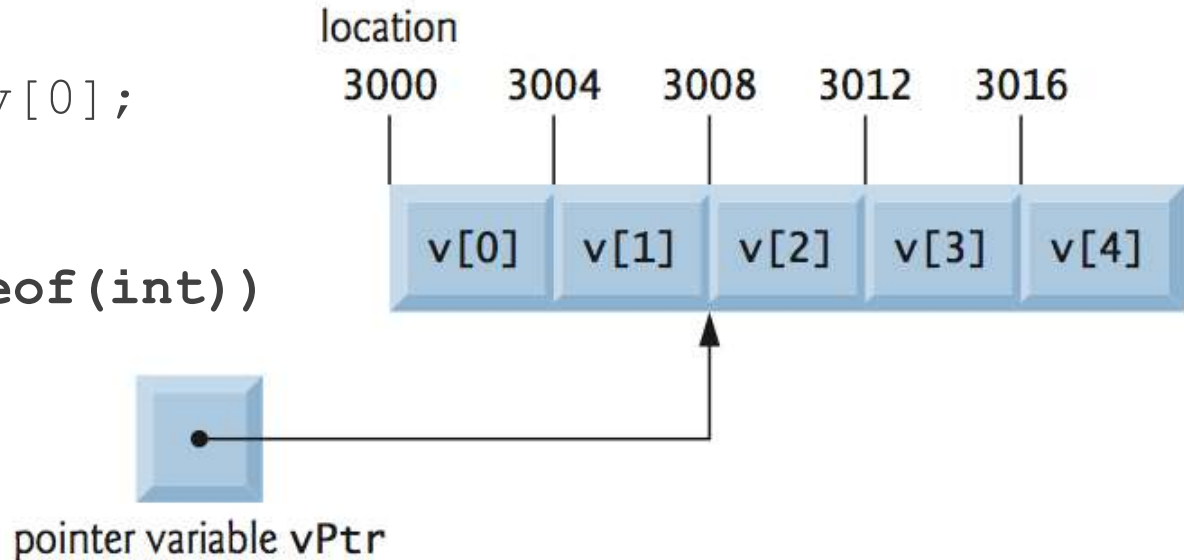 location
3000 3004 3008 3012 3016
v[0];
eof(int))
v[0] v[1] v[2] v[3] v[4]
pointer variable vPtr